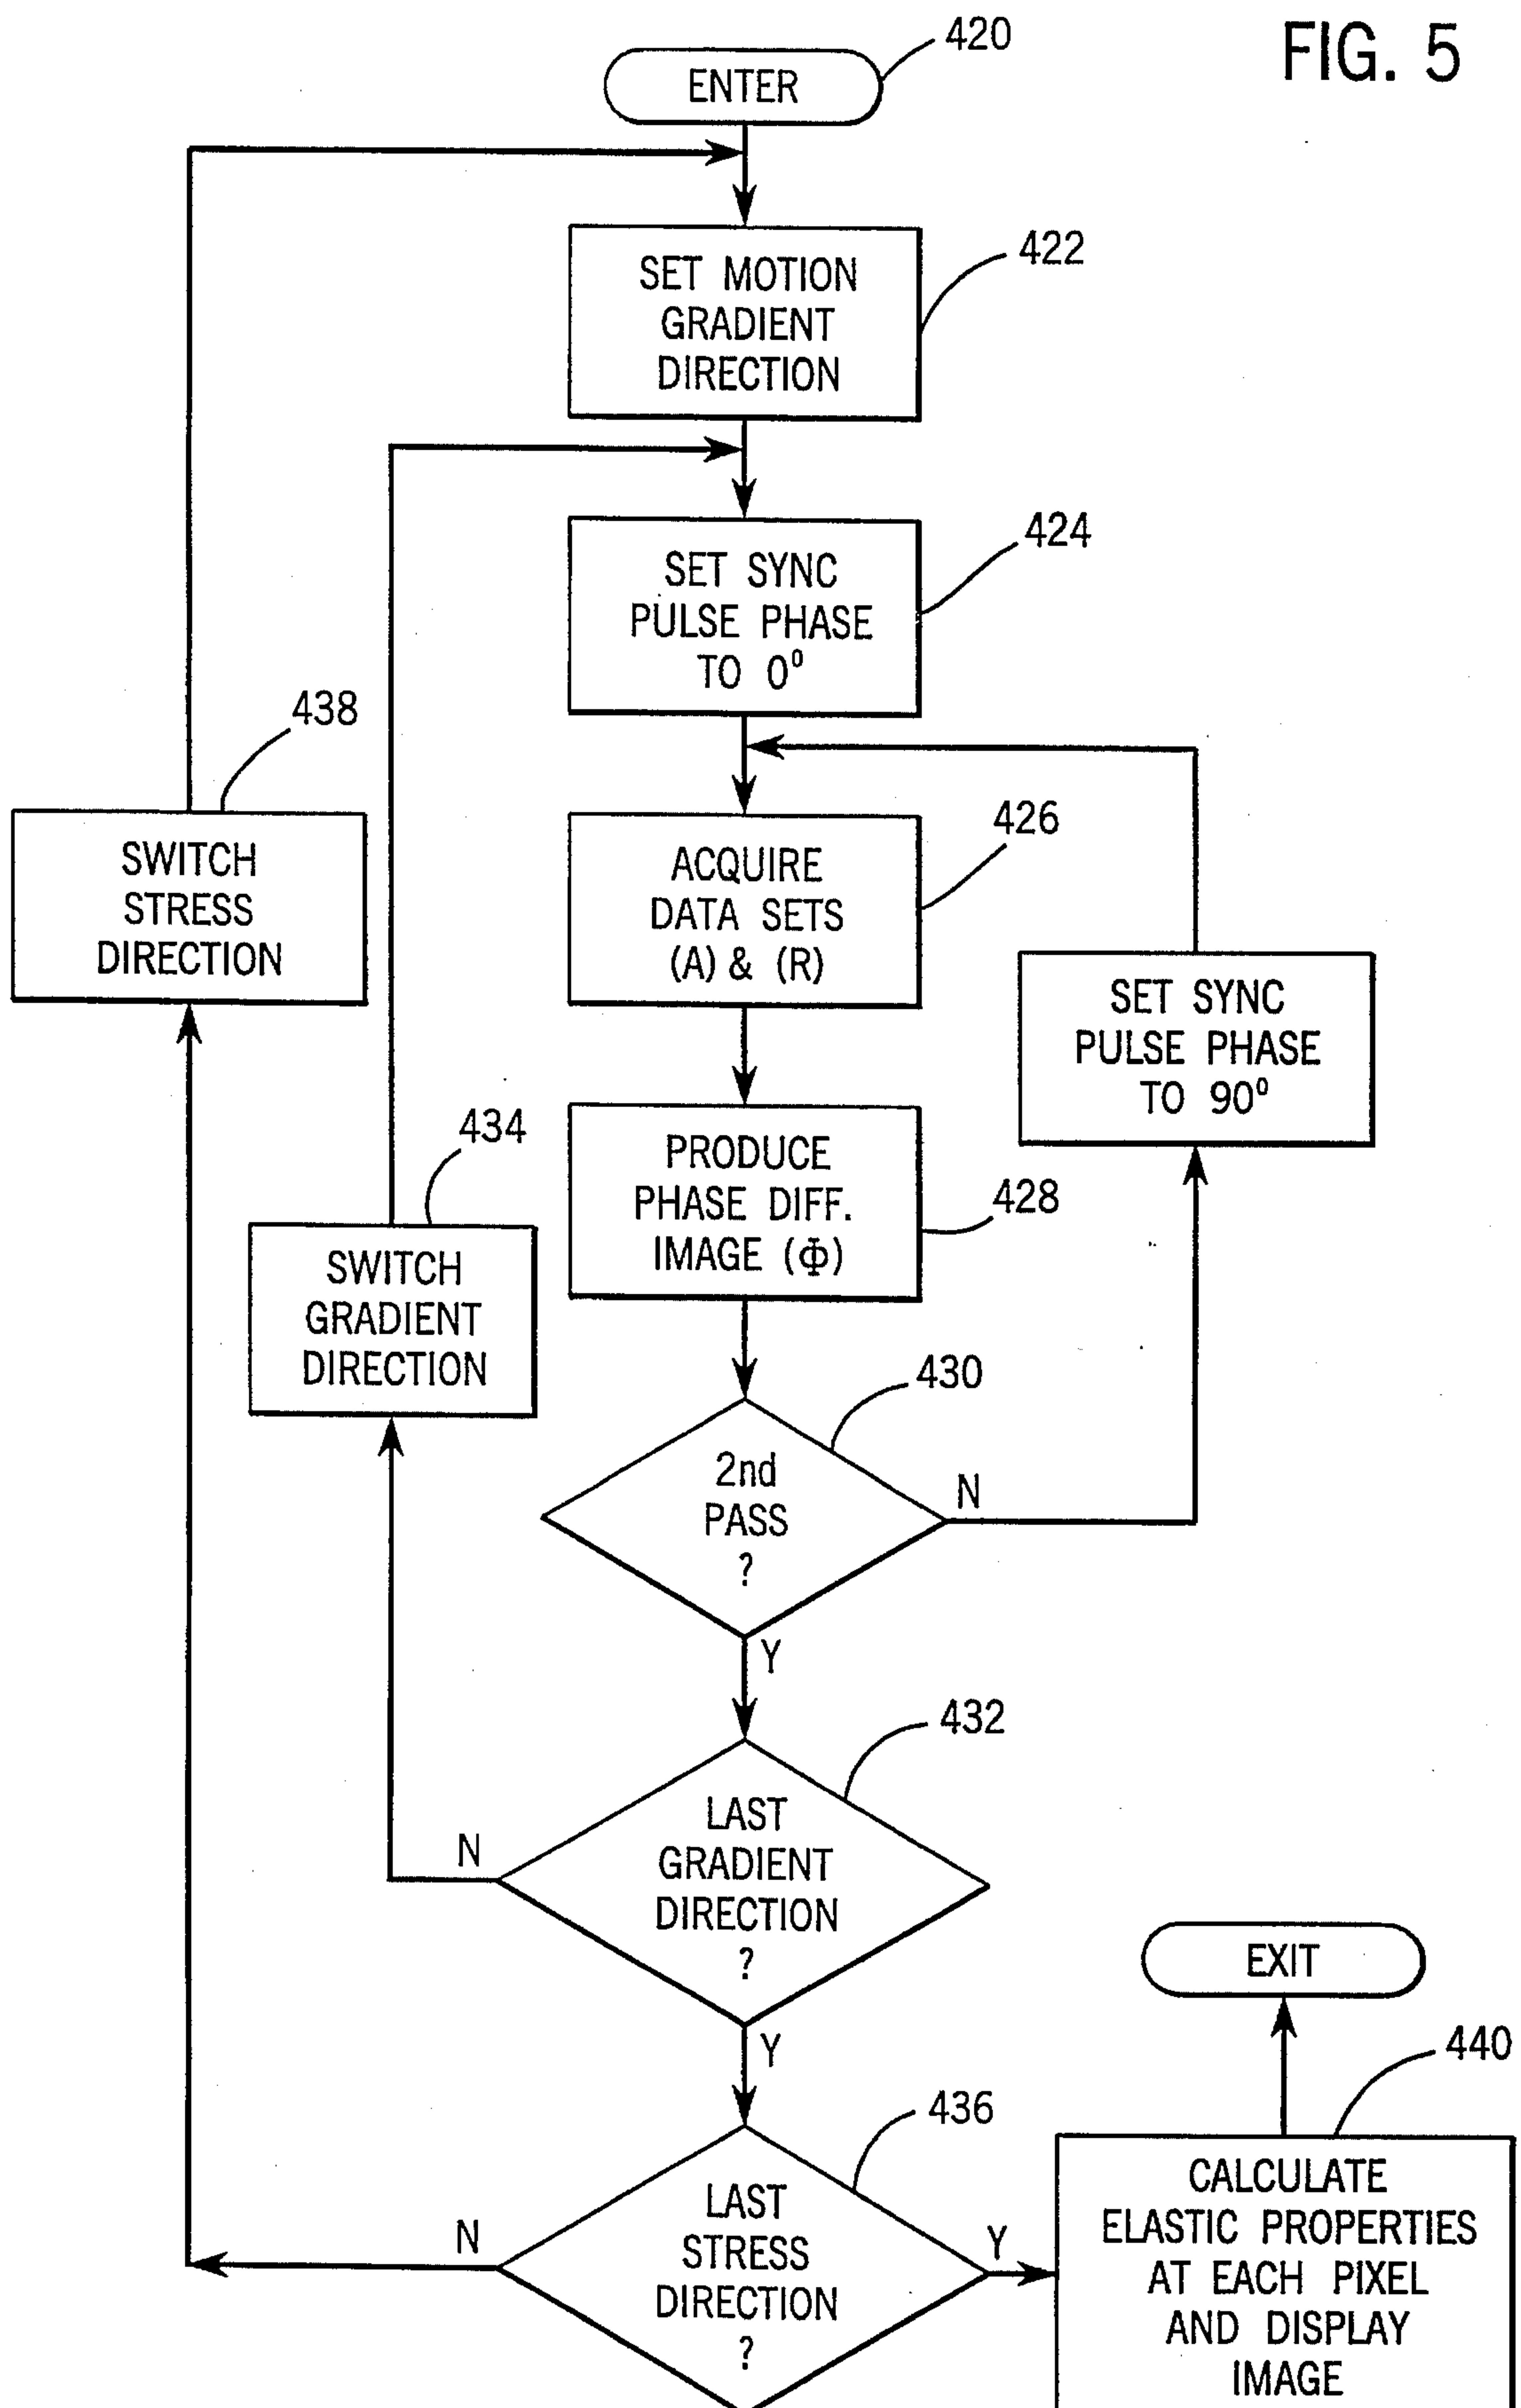 FIG. 5
420
ENTER
422
SET MOTION
GRADIENT
DIRECTION
424
SET SYNC
PULSE PHASE
TO 0⁰
438
SWITCH
STRESS
DIRECTION
426
ACQUIRE
DATA SETS
(A) & (R)
SET SYNC
PULSE PHASE
TO 90⁰
434
SWITCH
GRADIENT
DIRECTION
428
PRODUCE
PHASE DIFF.
IMAGE (Φ)
430
2nd
PASS
?
N
Y
432
LAST
GRADIENT
DIRECTION
?
N
Y
EXIT
436
LAST
STRESS
DIRECTION
?
N
Y
440
CALCULATE
ELASTIC PROPERTIES
AT EACH PIXEL
AND DISPLAY
IMAGE